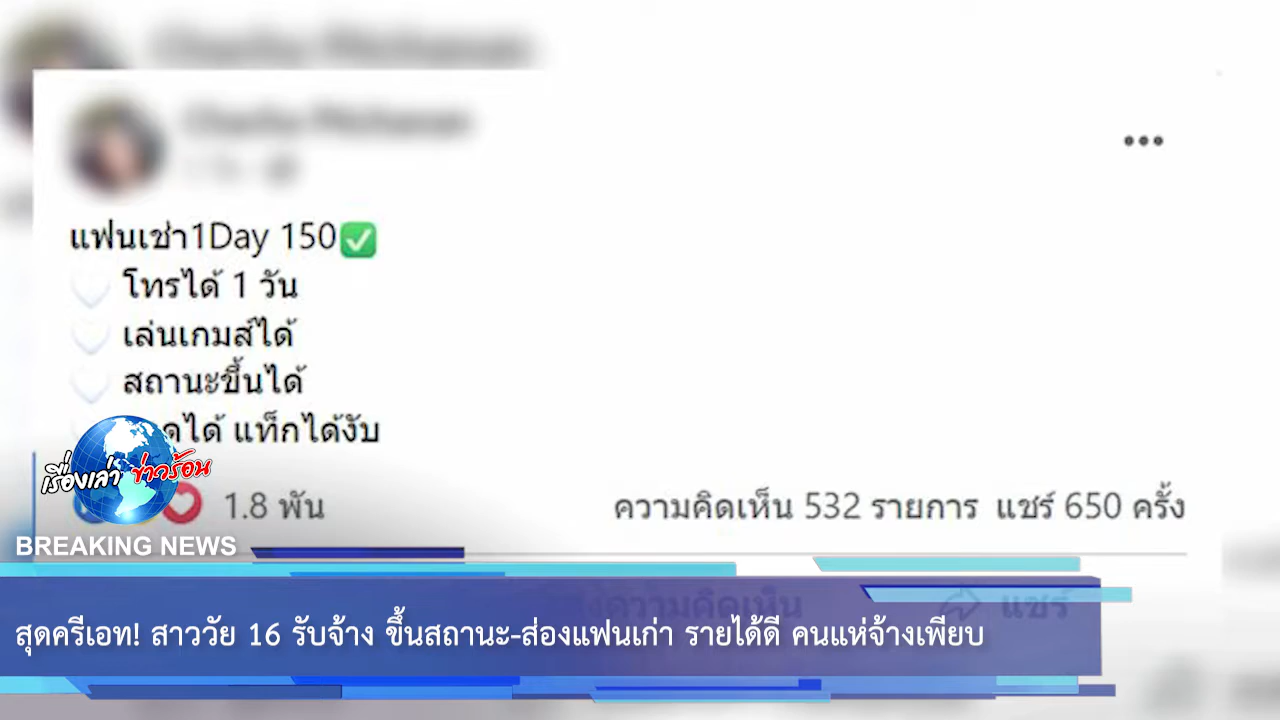 แฟนเช่า1Day 150✅
โทรได้ 1 วัน
เล่นเกมส์ได้
สถานะขึ้นได้
ได้ แท็กได้งับ
เรื่องเล่า ข่าวร้อน
1.8 พัน ความคิดเห็น 532 รายการ แชร์ 650 ครั้ง
BREAKING NEWS
แชร์
สุดครีเอท! สาววัย 16 รับจ้าง ขึ้นสถานะ-ส่องแฟนเก่า รายได้ดี คนแห่จ้างเพียบ